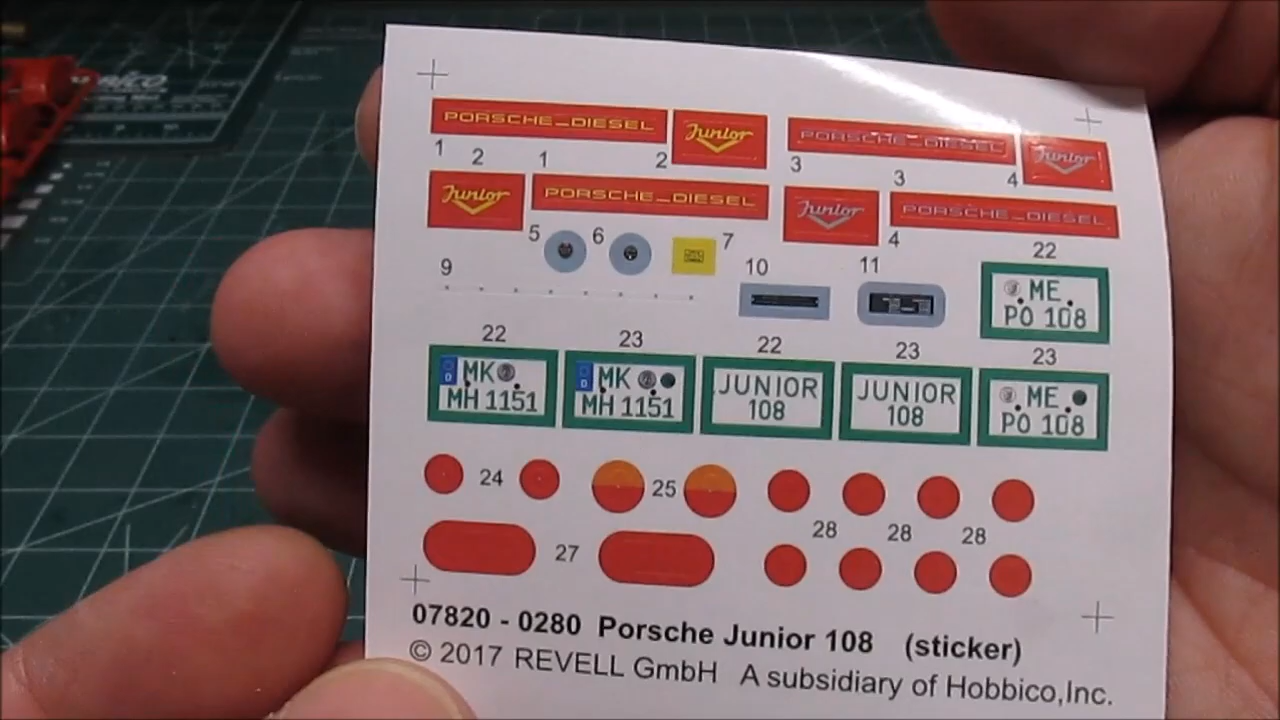 PORSCHE_DIESEL
Junior
PORSCHE_DIESEL
Junior
1 2 1 2 3 3 4
Junior
PORSCHE_DIESEL
Junior
PORSCHE_DIESEL
5 6 7 4 22
9 10 11
ME
PO 108
22 23 22 23 23
D MK
MH 1151
D MK
MH 1151
JUNIOR
108
JUNIOR
108
ME
PO 108
24 25
27 28 28 28
07820 - 0280 Porsche Junior 108 (sticker)
© 2017 REVELL GmbH A subsidiary of Hobbico,Inc.